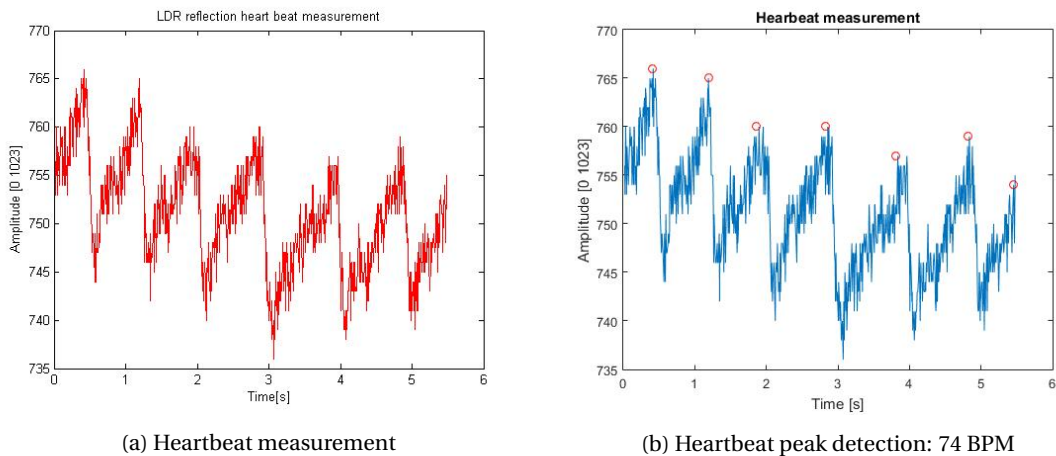 LDR reflection heart beat measurement
770
765
760
755
750
745
740
735
Amplitude [0 1023]
0 1 2 3 4 5 6
Time[s]
(a) Heartbeat measurement
Hearbeat measurement
770
765
760
755
750
745
740
735
Amplitude [0 1023]
0 1 2 3 4 5 6
Time [s]
(b) Heartbeat peak detection: 74 BPM